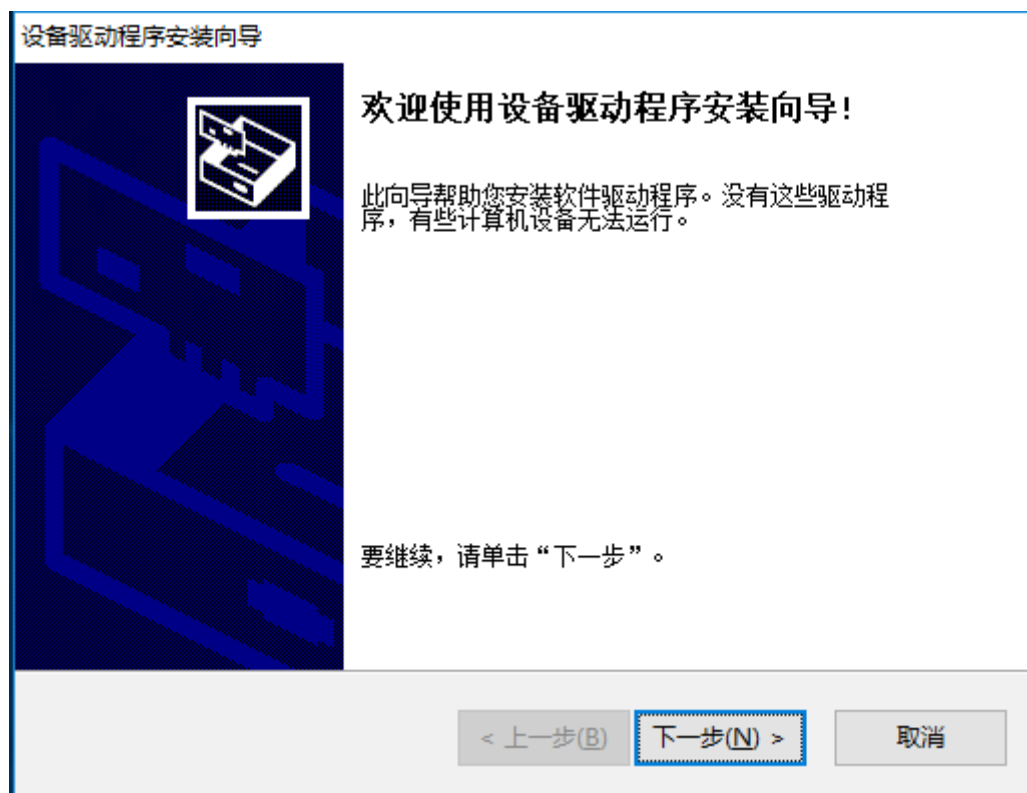 设备驱动程序安装向导
欢迎使用设备驱动程序安装向导!
此向导帮助您安装软件驱动程序。没有这些驱动程
序，有些计算机设备无法运行。
要继续，请单击“下一步”。
< 上一步(B)
下一步(N) >
取消